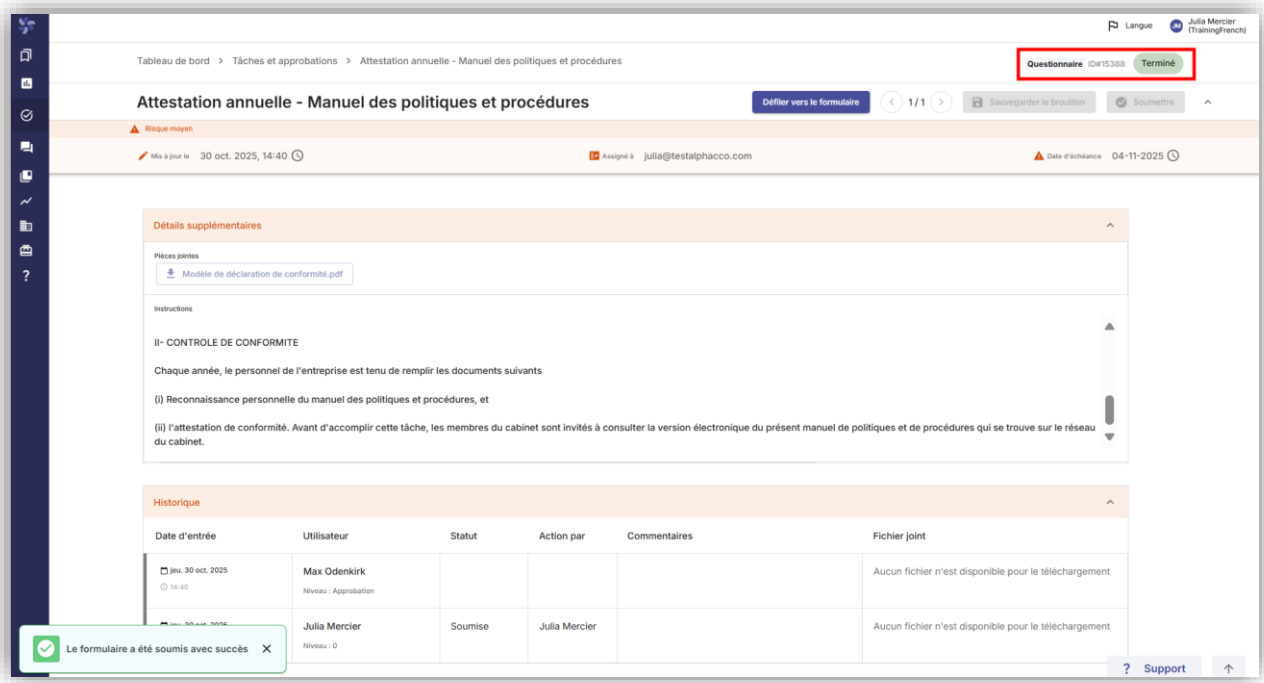 Langue
JM
Julia Mercier
(TrainingFrench)
Tableau de bord > Tâches et approbations > Attestation annuelle - Manuel des politiques et procédures
Questionnaire ID#15388 Terminé
Attestation annuelle - Manuel des politiques et procédures
Défiler vers le formulaire
1/1
Sauvegarder le brouillon
Soumettre
Risque moyen
Mis à jour le 30 oct. 2025, 14:40
Assigné à julia@testalphacco.com
Date d'échéance 04-11-2025
Détails supplémentaires
Pièces jointes
Modèle de déclaration de conformité.pdf
Instructions
II- CONTROLE DE CONFORMITE
Chaque année, le personnel de l'entreprise est tenu de remplir les documents suivants
(i) Reconnaissance personnelle du manuel des politiques et procédures, et
(ii) l'attestation de conformité. Avant d'accomplir cette tâche, les membres du cabinet sont invités à consulter la version électronique du présent manuel de politiques et de procédures qui se trouve sur le réseau
du cabinet.
Historique
Date d'entrée Utilisateur Statut Action par Commentaires Fichier joint
jeu. 30 oct. 2025 Max Odenkirk Aucun fichier n'est disponible pour le téléchargement
14:40 Niveau : Approbation
jeu. 30 oct. 2025 Julia Mercier Soumise Julia Mercier Aucun fichier n'est disponible pour le téléchargement
Niveau : 0
Le formulaire a été soumis avec succès X
? Support